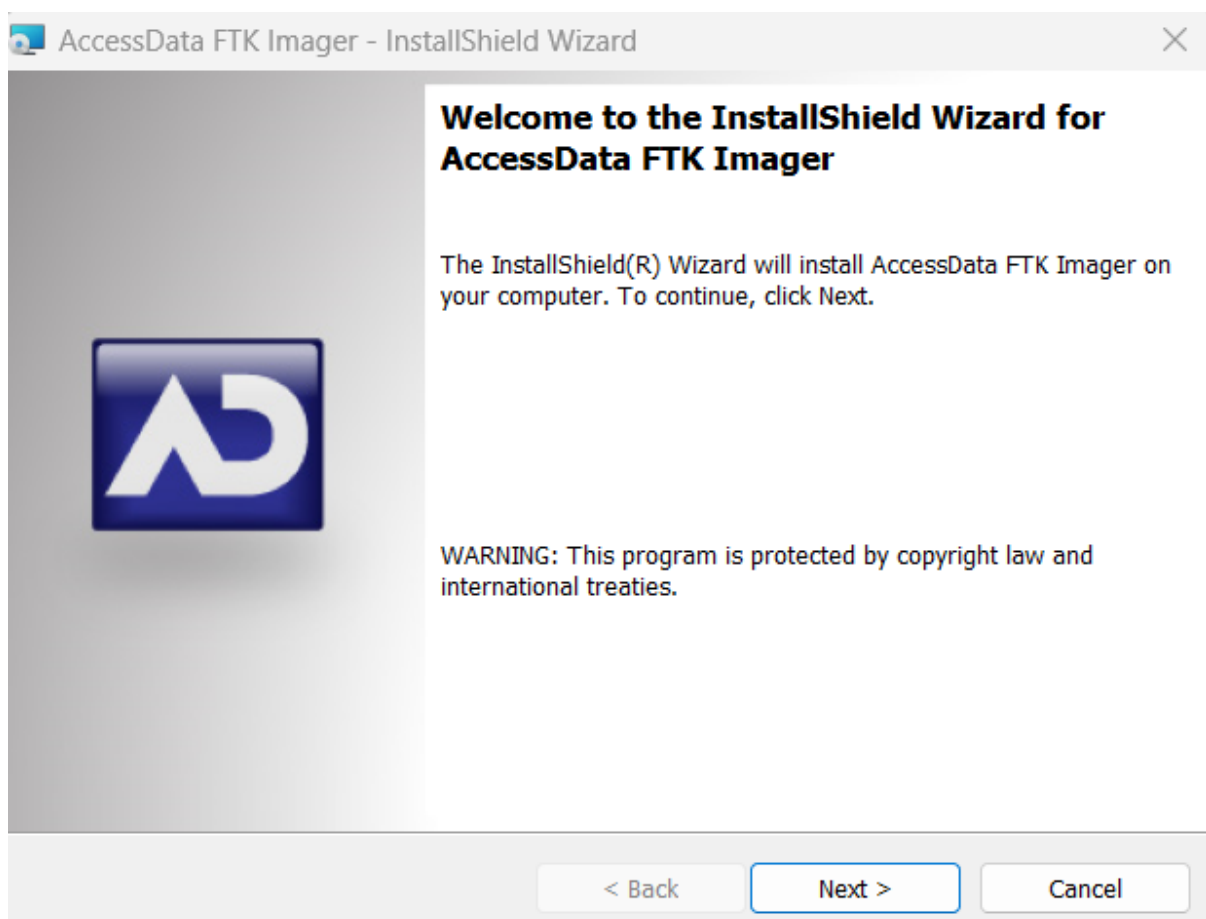 AccessData FTK Imager - InstallShield Wizard
Welcome to the InstallShield Wizard for
AccessData FTK Imager
The InstallShield(R) Wizard will install AccessData FTK Imager on
your computer. To continue, click Next.
AD
WARNING: This program is protected by copyright law and
international treaties.
< Back
Next >
Cancel